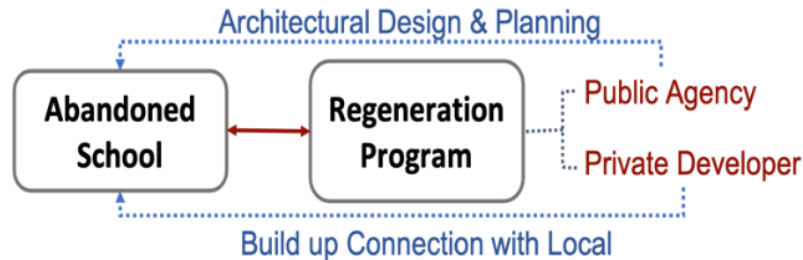 Architectural Design & Planning
Abandoned
School
Regeneration
Program
Public Agency
Private Developer
Build up Connection with Local